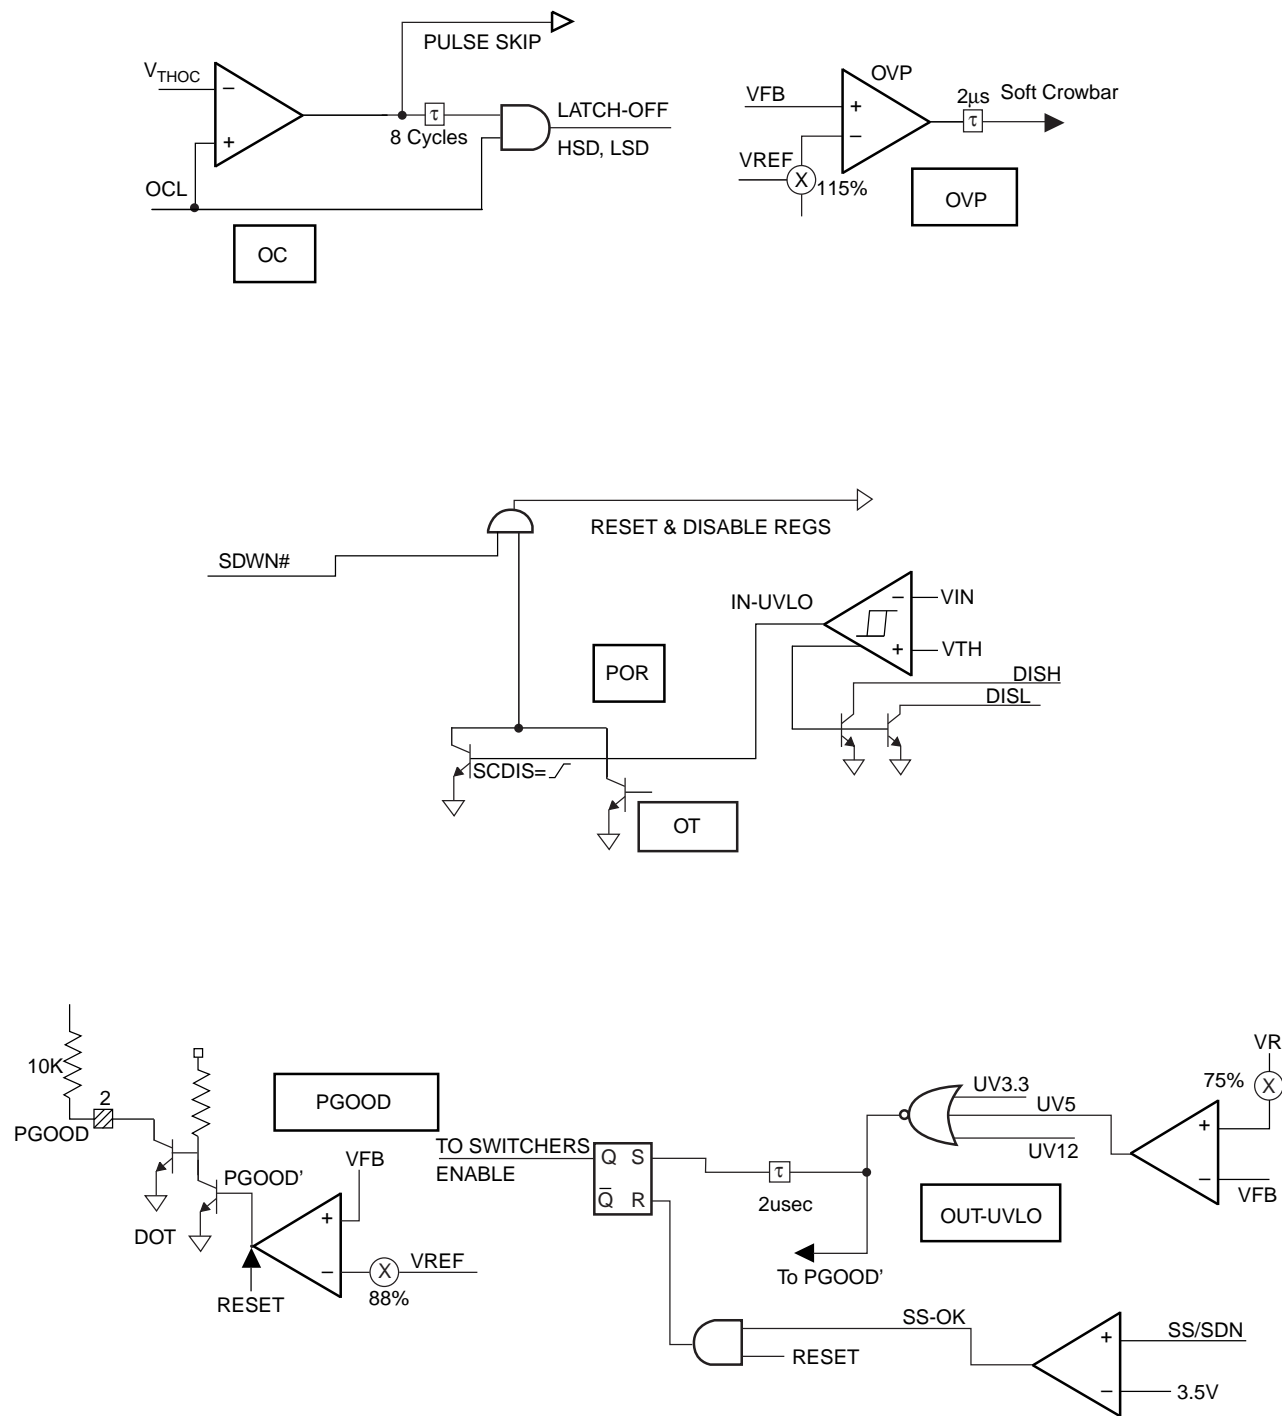 PULSE SKIP
VTHOC
−
+
τ
8 Cycles
LATCH-OFF
HSD, LSD
OCL
OC
OVP
VFB
+
−
2μs
τ
Soft Crowbar
VREF
X
115%
OVP
RESET & DISABLE REGS
SDWN#
IN-UVLO
−
VIN
+
VTH
POR
DISH
DISL
SCDIS=
OT
10K
2
PGOOD
PGOOD
PGOOD’
VFB
DOT
+
−
X
VREF
88%
RESET
TO SWITCHERS
ENABLE
Q S
Q̅ R
τ
2usec
To PGOOD’
UV3.3
UV5
UV12
OUT-UVLO
VR
75%
X
+
−
VFB
SS-OK
RESET
+
SS/SDN
−
3.5V